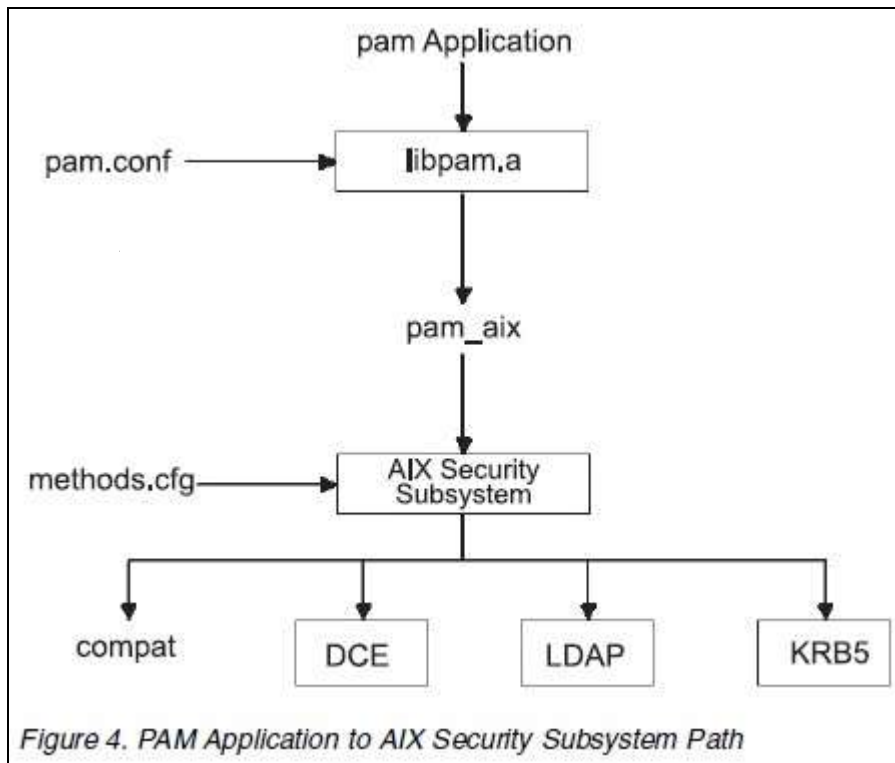 pam Application
pam.conf
libpam.a
pam_aix
methods.cfg
AIX Security
Subsystem
compat
DCE
LDAP
KRB5
Figure 4. PAM Application to AIX Security Subsystem Path